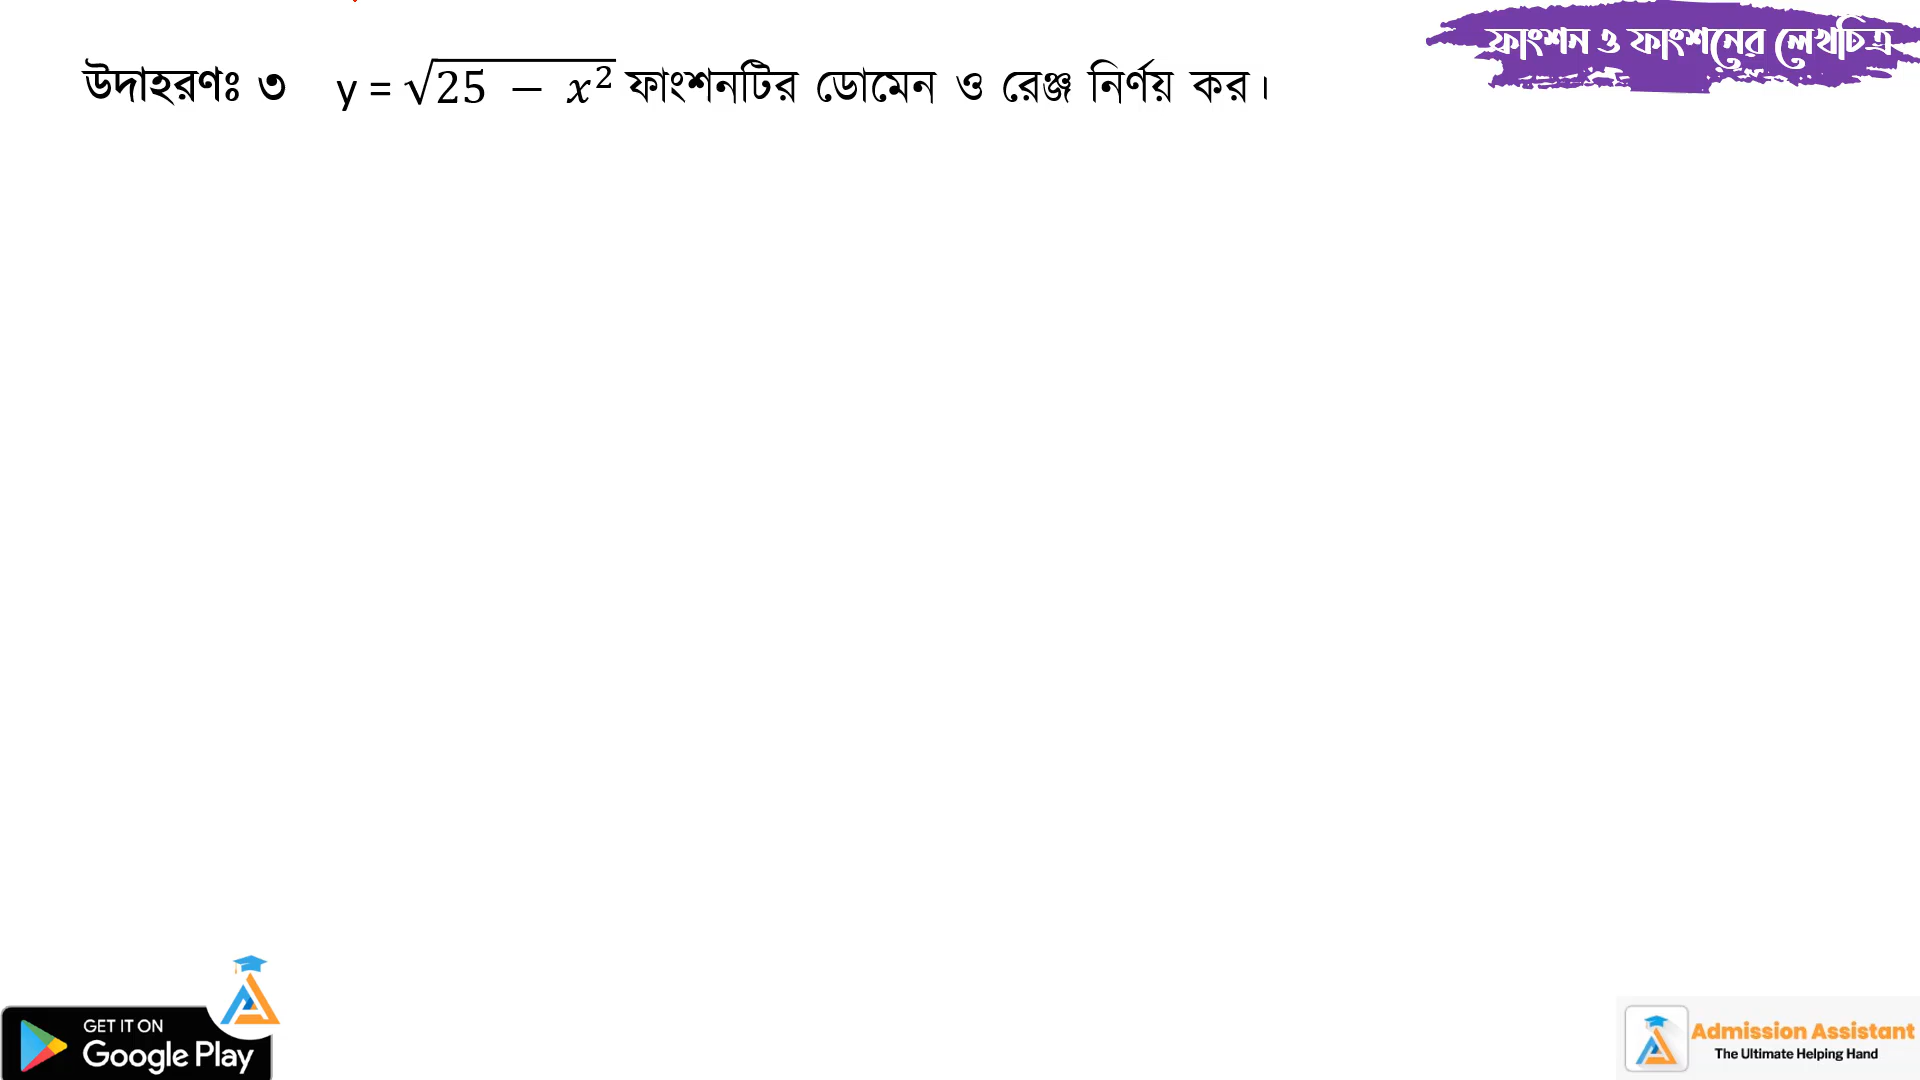 ফাংশন ও ফাংশনের লেখচিত্র
উদাহরণঃ ৩ y = √25 − x² ফাংশনটির ডোমেন ও রেঞ্জ নির্ণয় কর।
GET IT ON
Google Play
Admission Assistant
The Ultimate Helping Hand